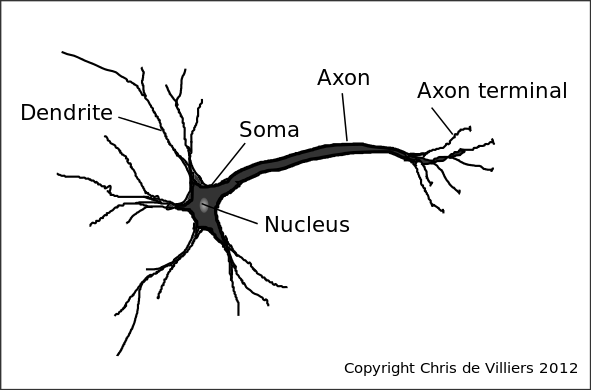 Axon
Axon terminal
Dendrite
Soma
Nucleus
Copyright Chris de Villiers 2012